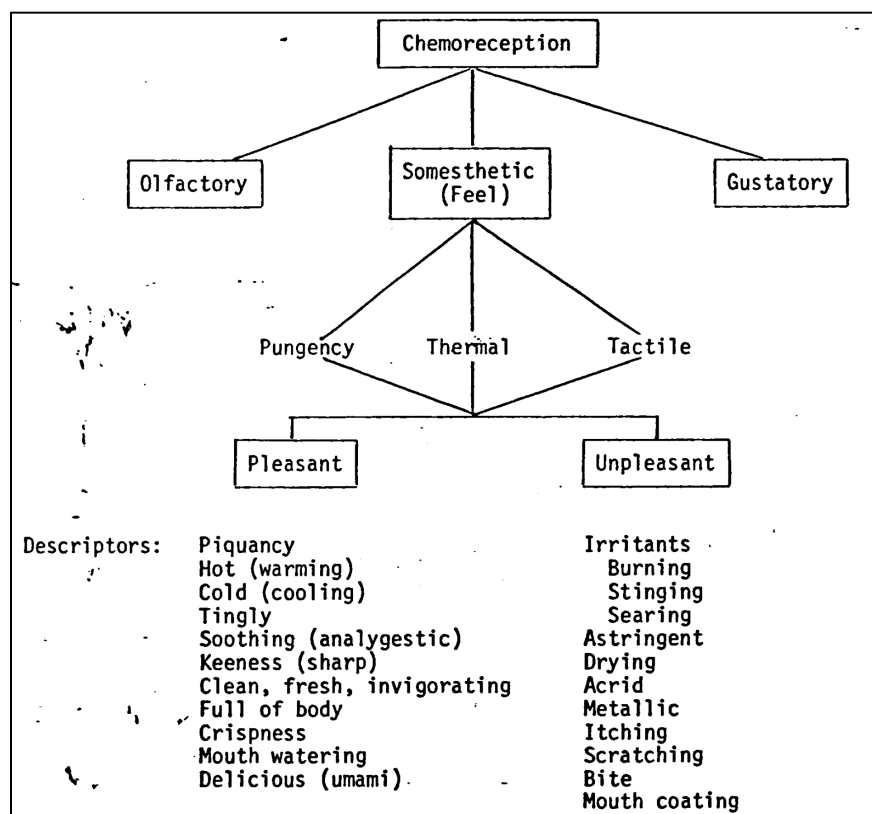 Chemoreception
Olfactory
Somesthetic
(Feel)
Gustatory
Pungency
Thermal
Tactile
Pleasant
Unpleasant
Descriptors:
Piquancy
Hot (warming)
Cold (cooling)
Tingly
Soothing (analygestic)
Keeness (sharp)
Clean, fresh, invigorating
Full of body
Crispness
Mouth watering
Delicious (umami)
Irritants
Burning
Stinging
Searing
Astringent
Drying
Acrid
Metallic
Itching
Scratching
Bite
Mouth coating